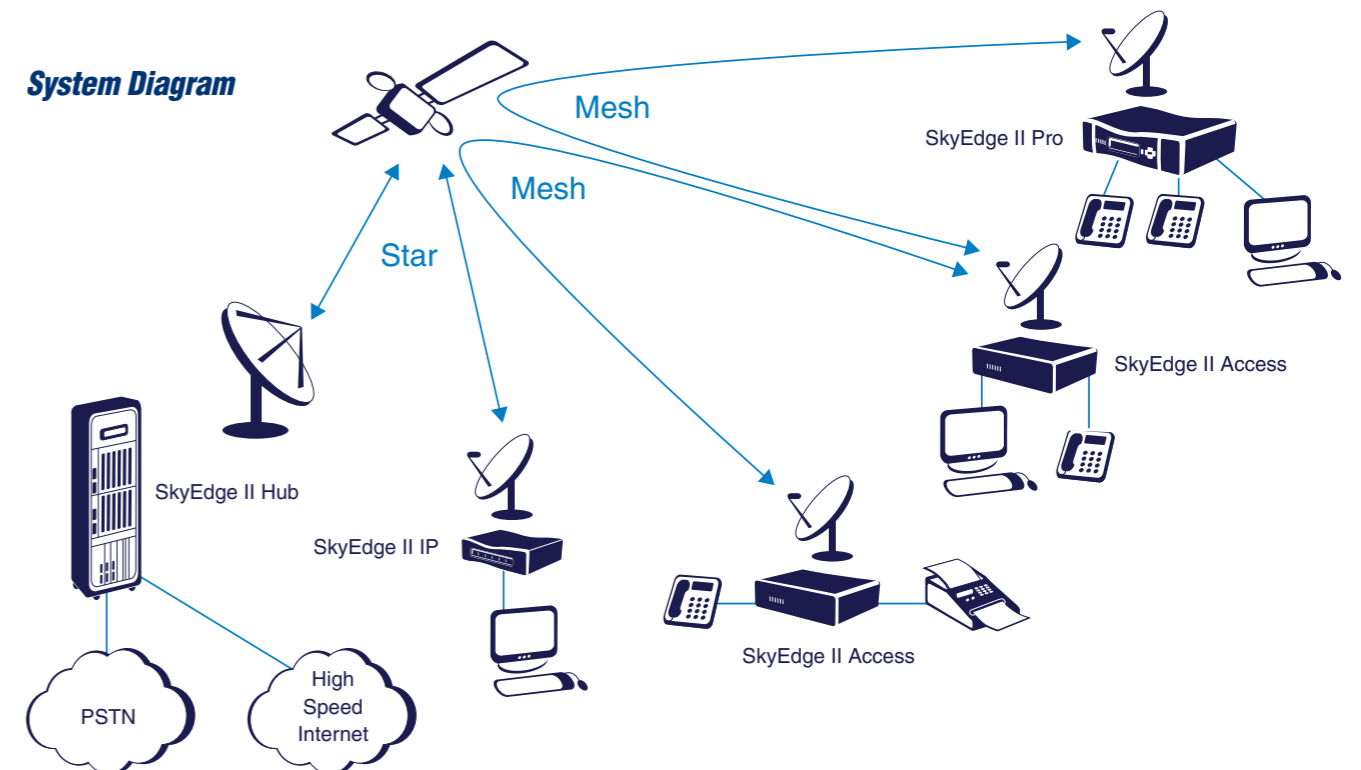 System Diagram
Mesh
SkyEdge II Pro
Mesh
Star
SkyEdge II Access
SkyEdge II Hub
SkyEdge II IP
SkyEdge II Access
PSTN
High
Speed
Internet